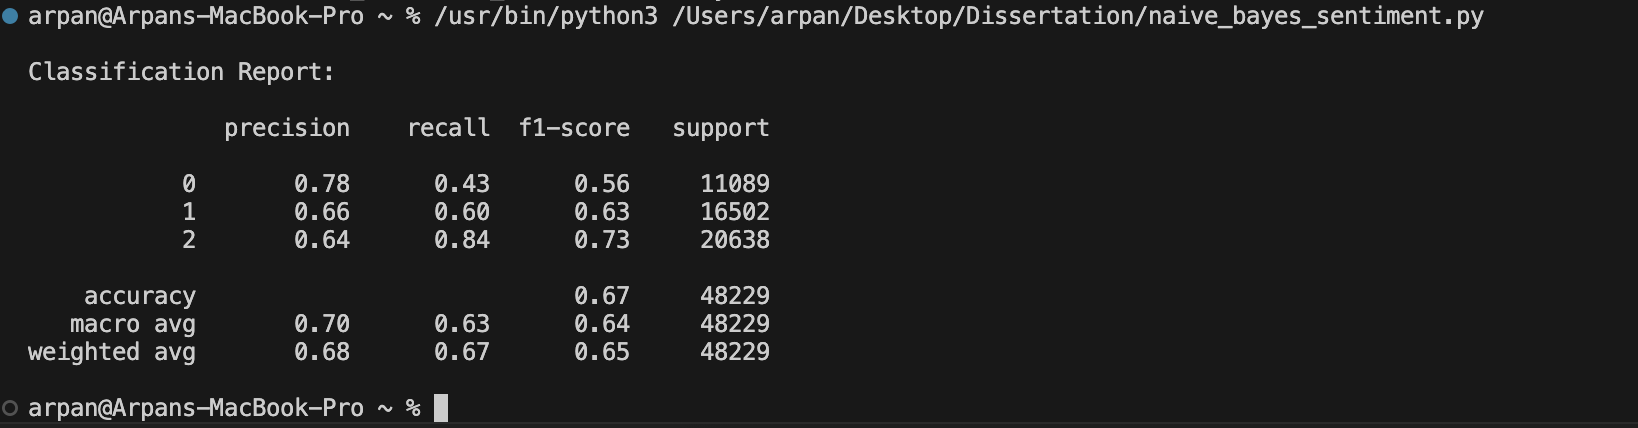 arpan@Arpans-MacBook-Pro ~ % /usr/bin/python3 /Users/arpan/Desktop/Dissertation/naive_bayes_sentiment.py
Classification Report:
precision recall f1-score support
0 0.78 0.43 0.56 11089
1 0.66 0.60 0.63 16502
2 0.64 0.84 0.73 20638
accuracy 0.67 48229
macro avg 0.70 0.63 0.64 48229
weighted avg 0.68 0.67 0.65 48229
arpan@Arpans-MacBook-Pro ~ %